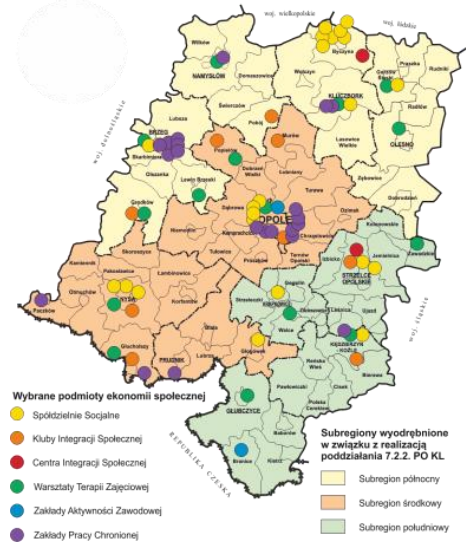 woj. wielkopolskie
woj. łódzkie
Wilków
NAMYSŁÓW
Domaszowice
Wołczyn
Byczyna
KLUCZBORK
Gorzów Śląski
Praszka
Rudniki
Radłów
OLESNO
Świerczów
Pokój
Murów
Lasowice Wielkie
Zębowice
Dobrodzień
woj. dolnośląskie
Lubsza
BRZEG
Skarbimierz
Olszanka
Lewin Brzeski
Popielów
Dobrzeń Wielki
Łubniany
Turawa
Grodków
Dąbrowa
OPOLE
Ozimek
Kolonowskie
Niemodlin
Komprachcice
Chrząstowice
Zawadzkie
Skoroszyce
Tułowice
Prószków
Tarnów Opolski
Izbicko
Jemielnica
STRZELCE OPOLSKIE
Kamiennik
Pakosławice
Łambinowice
Gogolin
Otmuchów
NYSA
Korfantów
Strzeleczki
KRAPKOWICE
Zdzieszowice
Leśnica
Ujazd
woj. śląskie
Paczków
Biała
Walce
KĘDZIERZYN KOŹLE
Głuchołazy
PRUDNIK
Lubrza
Głogówek
Reńska Wieś
Bierawa
Pawłowiczki
Cisek
Polska Cerekiew
GŁUBCZYCE
Baborów
Branice
Kietrz
REPUBLIKA CZESKA
Wybrane podmioty ekonomii społecznej
Spółdzielnie Socjalne
Kluby Integracji Społecznej
Centra Integracji Społecznej
Warsztaty Terapii Zajęciowej
Zakłady Aktywności Zawodowej
Zakłady Pracy Chronionej
Subregiony wyodrębnione
w związku z realizacją
poddziałania 7.2.2. PO KL
Subregion północny
Subregion środkowy
Subregion południowy